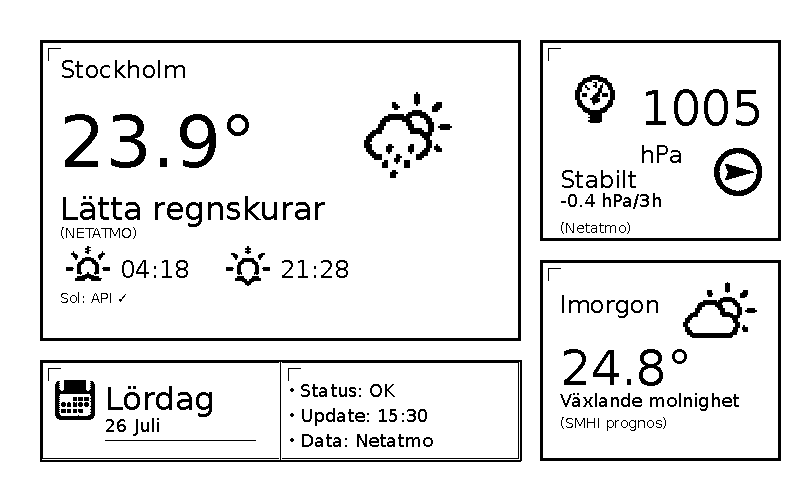 Stockholm
23.9°
Lätta regnskurar
(NETATMO)
04:18 21:28
Sol: API ✓
1005
hPa
Stabilt
-0.4 hPa/3h
(Netatmo)
Imorgon
24.8°
Växlande molnighet
(SMHI prognos)
Lördag
26 Juli
• Status: OK
• Update: 15:30
• Data: Netatmo